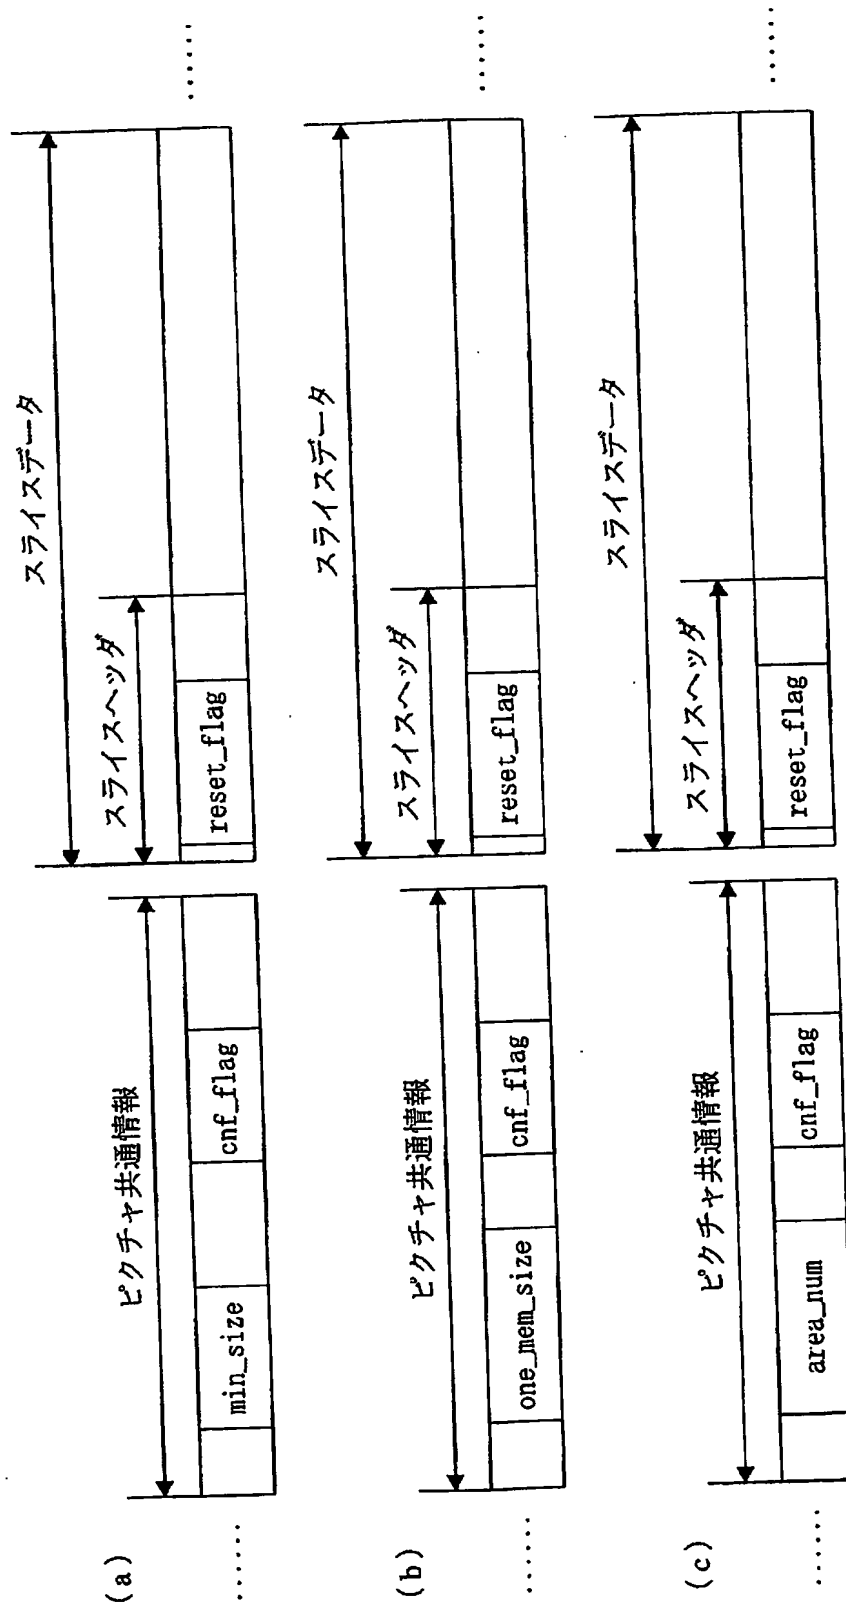 (a)
スライスデータ
ピクチャ共通情報
スライスヘッダ
...... min_size cnf_flag reset_flag ......
(b)
スライスデータ
ピクチャ共通情報
スライスヘッダ
...... one_mem_size cnf_flag reset_flag ......
(c)
スライスデータ
ピクチャ共通情報
スライスヘッダ
...... area_num cnf_flag reset_flag ......